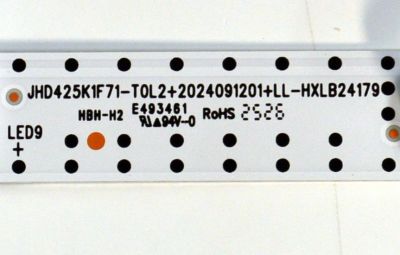 JHD425K1F71-T0L2+2024091201+LL-HXLB24179
HBH-H2 E493461 RoHS 2526
94V-0
LED9
+